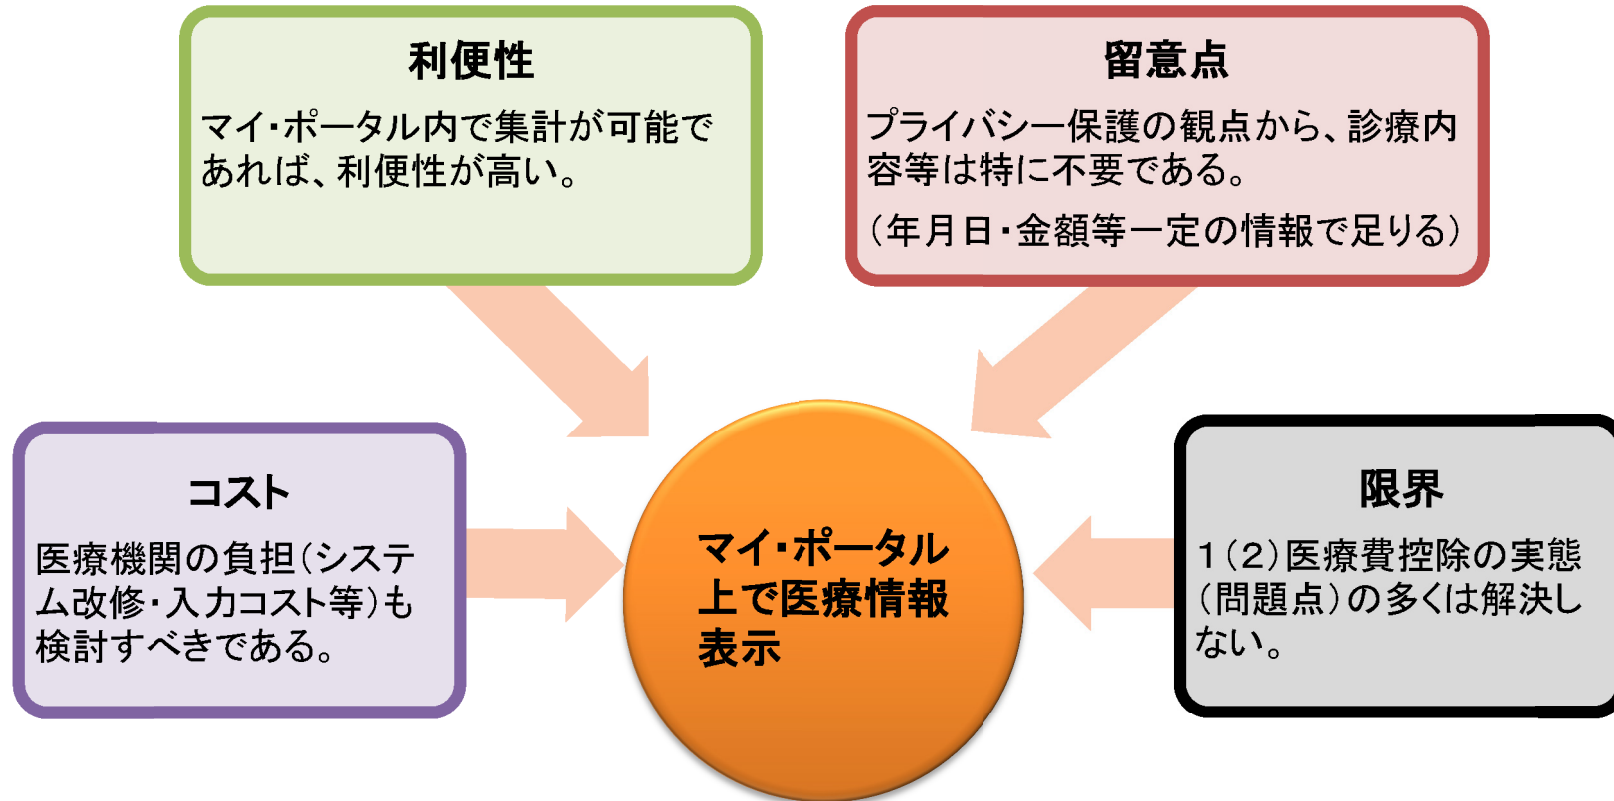 利便性
マイ・ポータル内で集計が可能で
あれば、利便性が高い。
留意点
プライバシー保護の観点から、診療内
容等は特に不要である。
（年月日・金額等一定の情報で足りる）
コスト
医療機関の負担（システ
ム改修・入力コスト等）も
検討すべきである。
マイ・ポータル
上で医療情報
表示
限界
１（２）医療費控除の実態
（問題点）の多くは解決し
ない。